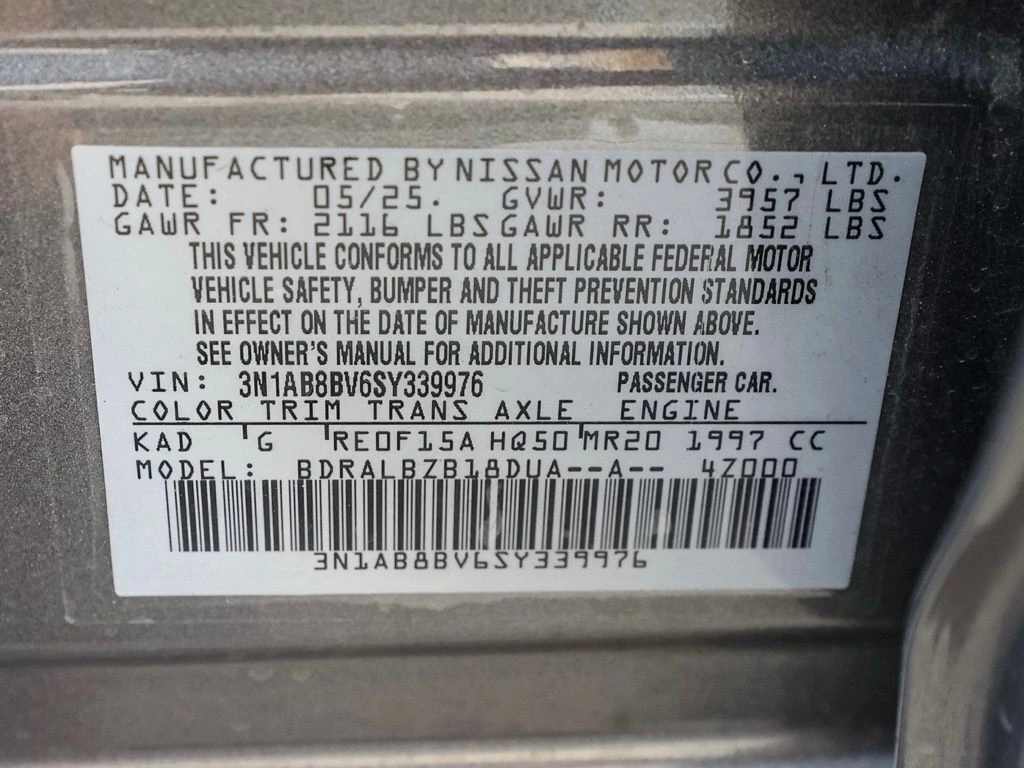 MANUFACTURED BY NISSAN MOTOR CO., LTD.
DATE: 05/25. GVWR: 3957 LBS
GAWR FR: 2116 LBS GAWR RR: 1852 LBS
THIS VEHICLE CONFORMS TO ALL APPLICABLE FEDERAL MOTOR
VEHICLE SAFETY, BUMPER AND THEFT PREVENTION STANDARDS
IN EFFECT ON THE DATE OF MANUFACTURE SHOWN ABOVE.
SEE OWNER'S MANUAL FOR ADDITIONAL INFORMATION.
VIN: 3N1AB8BV6SY339976 PASSENGER CAR.
COLOR TRIM TRANS AXLE ENGINE
KAD G RE0F15A HQ50 MR20 1997 CC
MODEL: BDRALBZB18DUA--A-- 4Z000
3N1AB8BV6SY339976